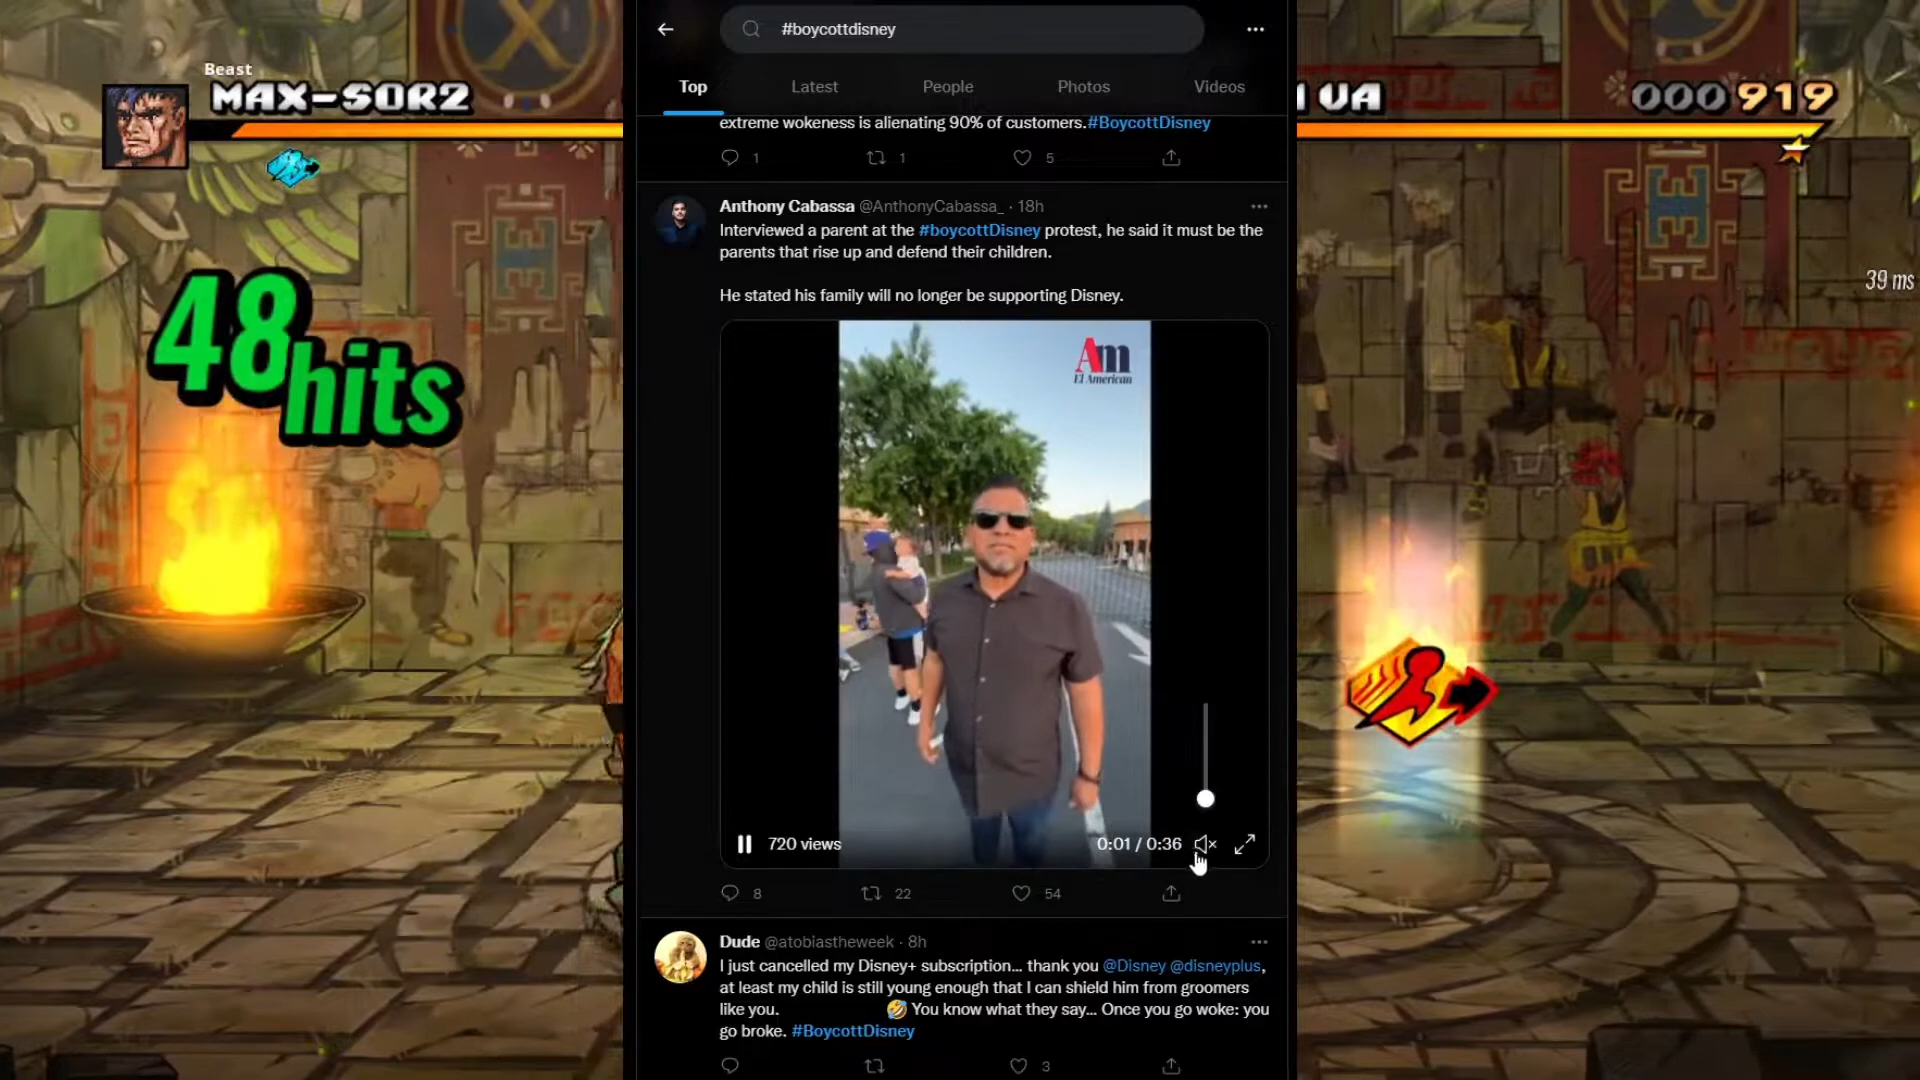 #boycottdisney
Top Latest People Photos Videos
Beast
MAX-SOR2
VA
000919
extreme wokeness is alienating 90% of customers.#BoycottDisney
1 1 5
Anthony Cabassa @AnthonyCabassa_ · 18h
Interviewed a parent at the #boycottDisney protest, he said it must be the
parents that rise up and defend their children.
He stated his family will no longer be supporting Disney.
39 ms
48hits
Am
El American
720 views
0:01 / 0:36
8 22 54
Dude @atobiastheweek · 8h
I just cancelled my Disney+ subscription... thank you @Disney @disneyplus,
at least my child is still young enough that I can shield him from groomers
like you. 🤣 You know what they say... Once you go woke: you
go broke. #BoycottDisney
3